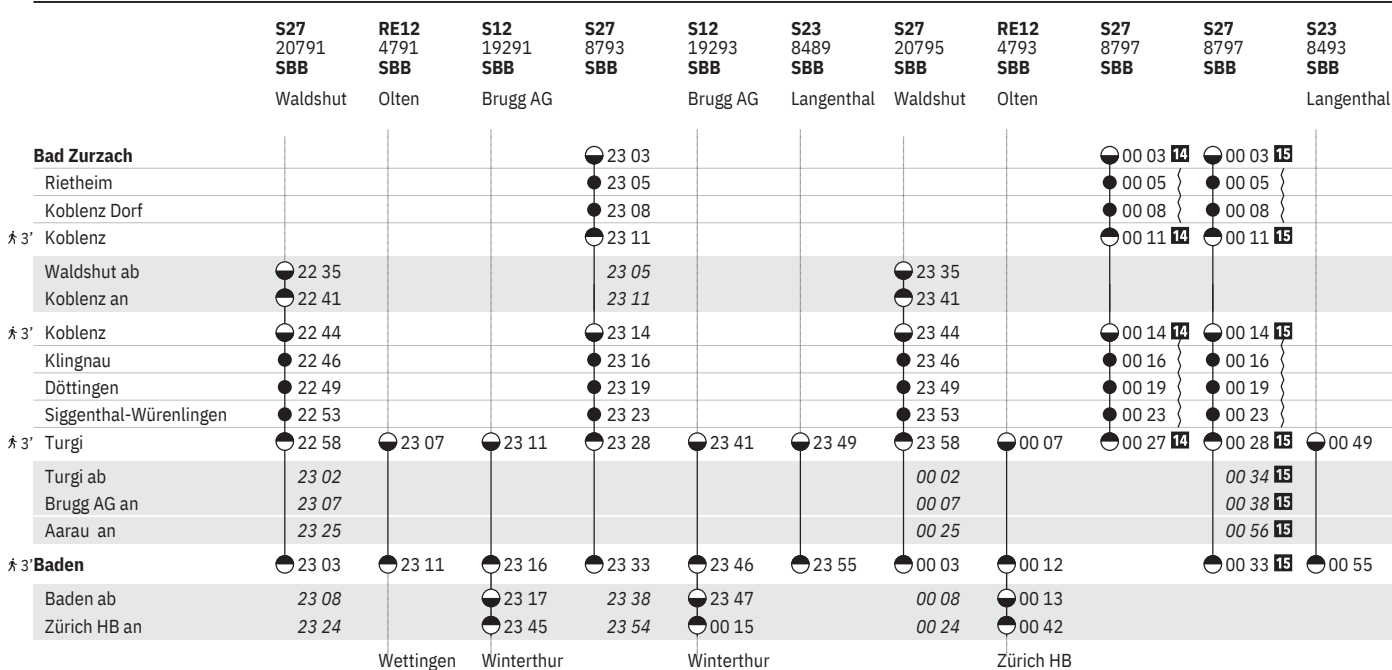 S27 RE12 S12 S27 S12 S23 S27 RE12 S27 S27 S23
20791 4791 19291 8793 19293 8489 20795 4793 8797 8797 8493
SBB SBB SBB SBB SBB SBB SBB SBB SBB SBB SBB
Waldshut Olten Brugg AG Brugg AG Langenthal Waldshut Olten Langenthal
Bad Zurzach 23 03 00 03 14 00 03 15
Rietheim 23 05 00 05 00 05
Koblenz Dorf 23 08 00 08 00 08
3' Koblenz 23 11 00 11 14 00 11 15
Waldshut ab 22 35 23 05 23 35
Koblenz an 22 41 23 11 23 41
3' Koblenz 22 44 23 14 23 44 00 14 14 00 14 15
Klingnau 22 46 23 16 23 46 00 16 00 16
Döttingen 22 49 23 19 23 49 00 19 00 19
Siggenthal-Würenlingen 22 53 23 23 23 53 00 23 00 23
3' Turgi 22 58 23 07 23 11 23 28 23 41 23 49 23 58 00 07 00 27 14 00 28 15 00 49
Turgi ab 23 02 00 02 00 34 15
Brugg AG an 23 07 00 07 00 38 15
Aarau an 23 25 00 25 00 56 15
3' Baden 23 03 23 11 23 16 23 33 23 46 23 55 00 03 00 12 00 33 15 00 55
Baden ab 23 08 23 17 23 38 23 47 00 08 00 13
Zürich HB an 23 24 23 45 23 54 00 15 00 24 00 42
Wettingen Winterthur Winterthur Zürich HB